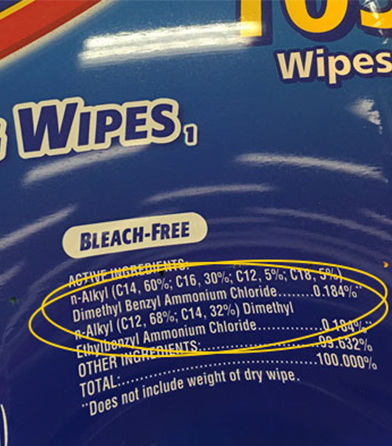 105
Wipes
WIPES,1
BLEACH-FREE
ACTIVE INGREDIENTS:
n-Alkyl (C14, 60%; C16, 30%; C12, 5%; C18, 5%)
Dimethyl Benzyl Ammonium Chloride........0.184%**
n-Alkyl (C12, 68%; C14, 32%) Dimethyl
Ethylbenzyl Ammonium Chloride...............0.184%**
OTHER INGREDIENTS:...........................99.632%
TOTAL:..............................................100.000%
**Does not include weight of dry wipe.